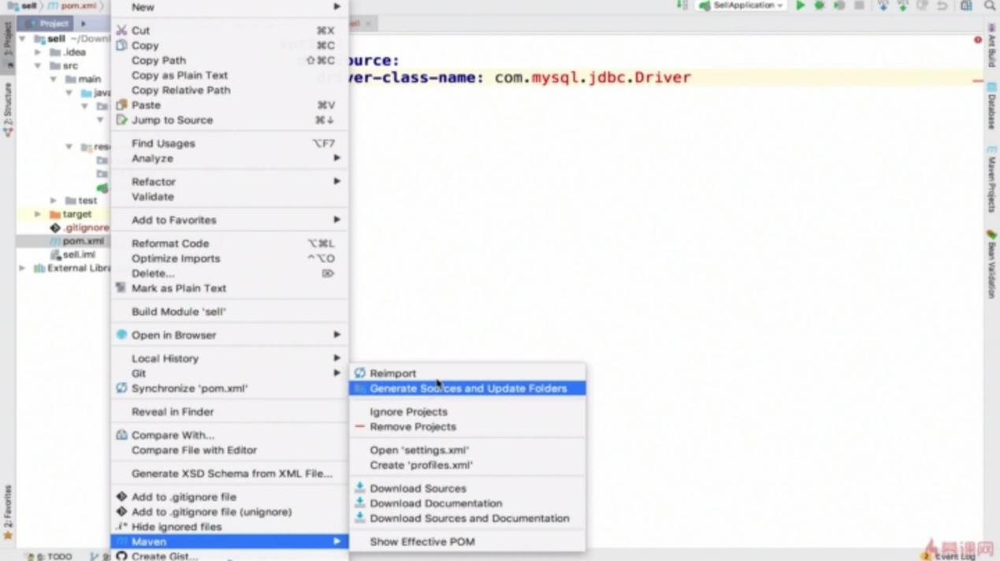 sell pom.xml
SellApplication
Project
1: Project
sell ~/Downl
.idea
src
main
java
res
test
target
.gitignore
pom.xml
sell.iml
External Libra
2: Structure
2: Favorites
New
Cut ⌘X
Copy ⌘C
Copy Path ⇧⌘C
Copy as Plain Text
Copy Relative Path
Paste ⌘V
Jump to Source ⌘↓
Find Usages ⌥F7
Analyze
Refactor
Validate
Add to Favorites
Reformat Code ⌥⌘L
Optimize Imports ^⌥O
Delete... ⌦
Mark as Plain Text
Build Module 'sell'
Open in Browser
Local History
Git
Synchronize 'pom.xml'
Reveal in Finder
Compare With...
Compare File with Editor
Generate XSD Schema from XML File...
Add to .gitignore file
Add to .gitignore file (unignore)
Hide ignored files
Maven
Create Gist...
Reimport
Generate Sources and Update Folders
Ignore Projects
Remove Projects
Open 'settings.xml'
Create 'profiles.xml'
Download Sources
Download Documentation
Download Sources and Documentation
Show Effective POM
ource:
ver-class-name: com.mysql.jdbc.Driver
Ant Build
Database
Maven Projects
Bean Validation
6: TODO
9:
2 Event Log
慕课网